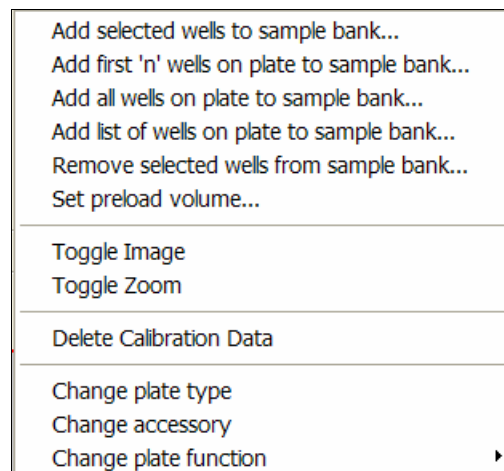 Add selected wells to sample bank...
Add first 'n' wells on plate to sample bank...
Add all wells on plate to sample bank...
Add list of wells on plate to sample bank...
Remove selected wells from sample bank...
Set preload volume...
Toggle Image
Toggle Zoom
Delete Calibration Data
Change plate type
Change accessory
Change plate function